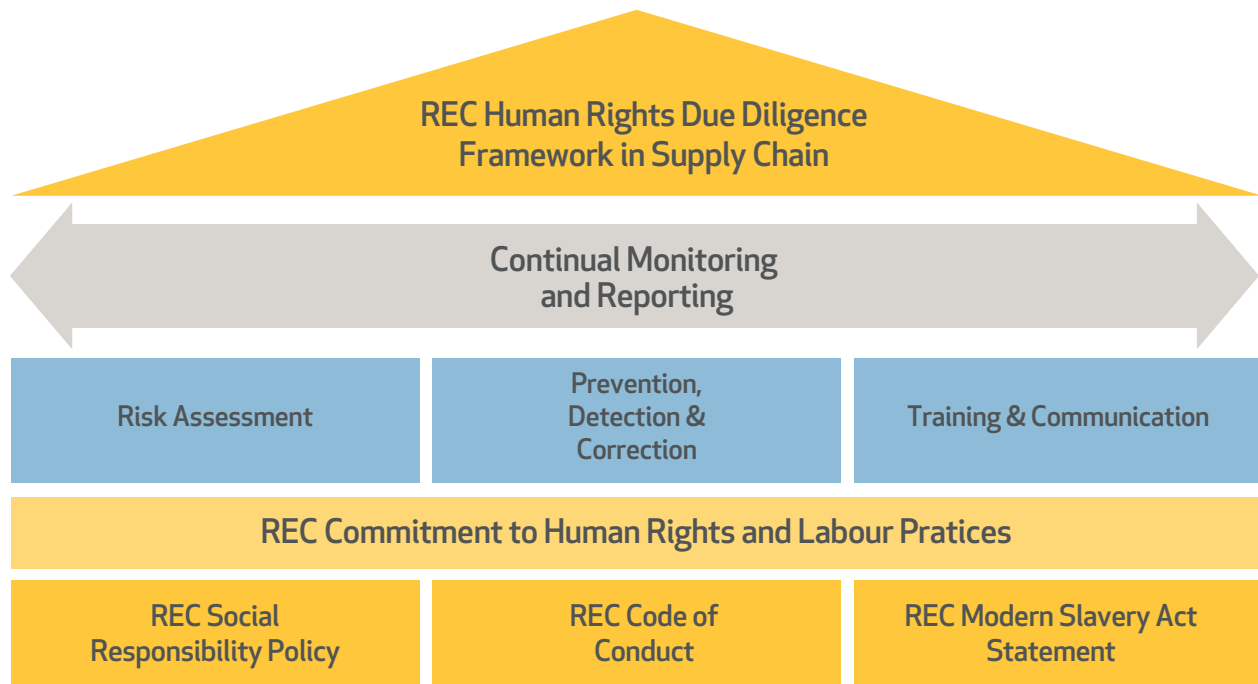 REC Human Rights Due Diligence
Framework in Supply Chain
Continual Monitoring
and Reporting
Risk Assessment
Prevention,
Detection &
Correction
Training & Communication
REC Commitment to Human Rights and Labour Pratices
REC Social
Responsibility Policy
REC Code of
Conduct
REC Modern Slavery Act
Statement